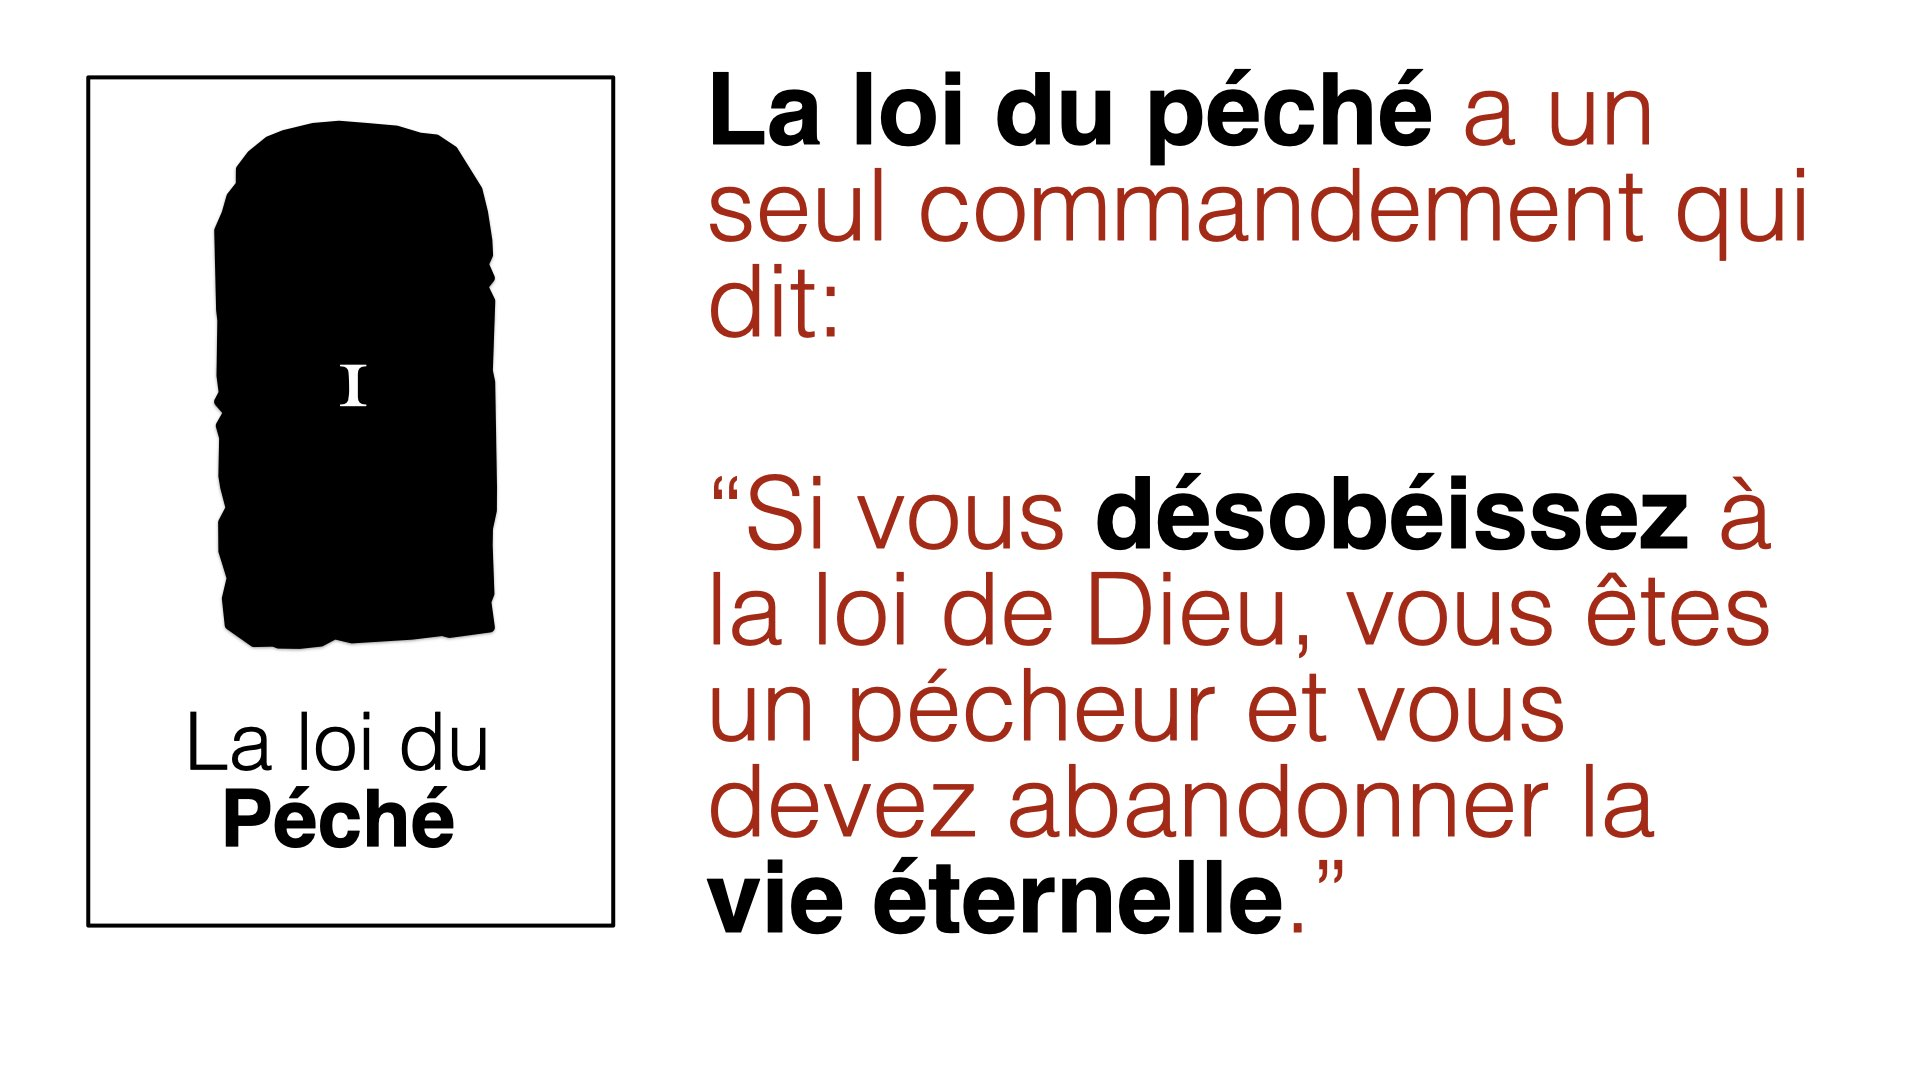 I
La loi du
Péché
La loi du péché a un
seul commandement qui
dit:
“Si vous désobéissez à
la loi de Dieu, vous êtes
un pécheur et vous
devez abandonner la
vie éternelle.”